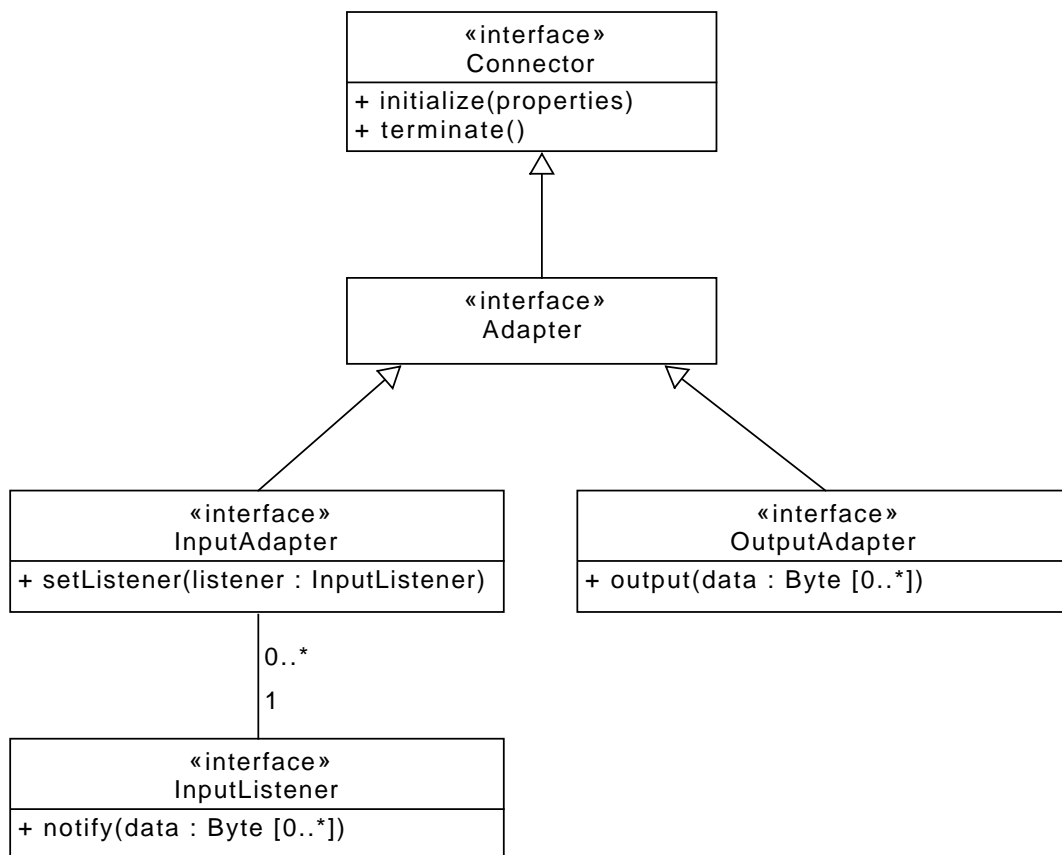 «interface»
Connector
+ initialize(properties)
+ terminate()
«interface»
Adapter
«interface»
InputAdapter
+ setListener(listener : InputListener)
«interface»
OutputAdapter
+ output(data : Byte [0..*])
0..*
1
«interface»
InputListener
+ notify(data : Byte [0..*])